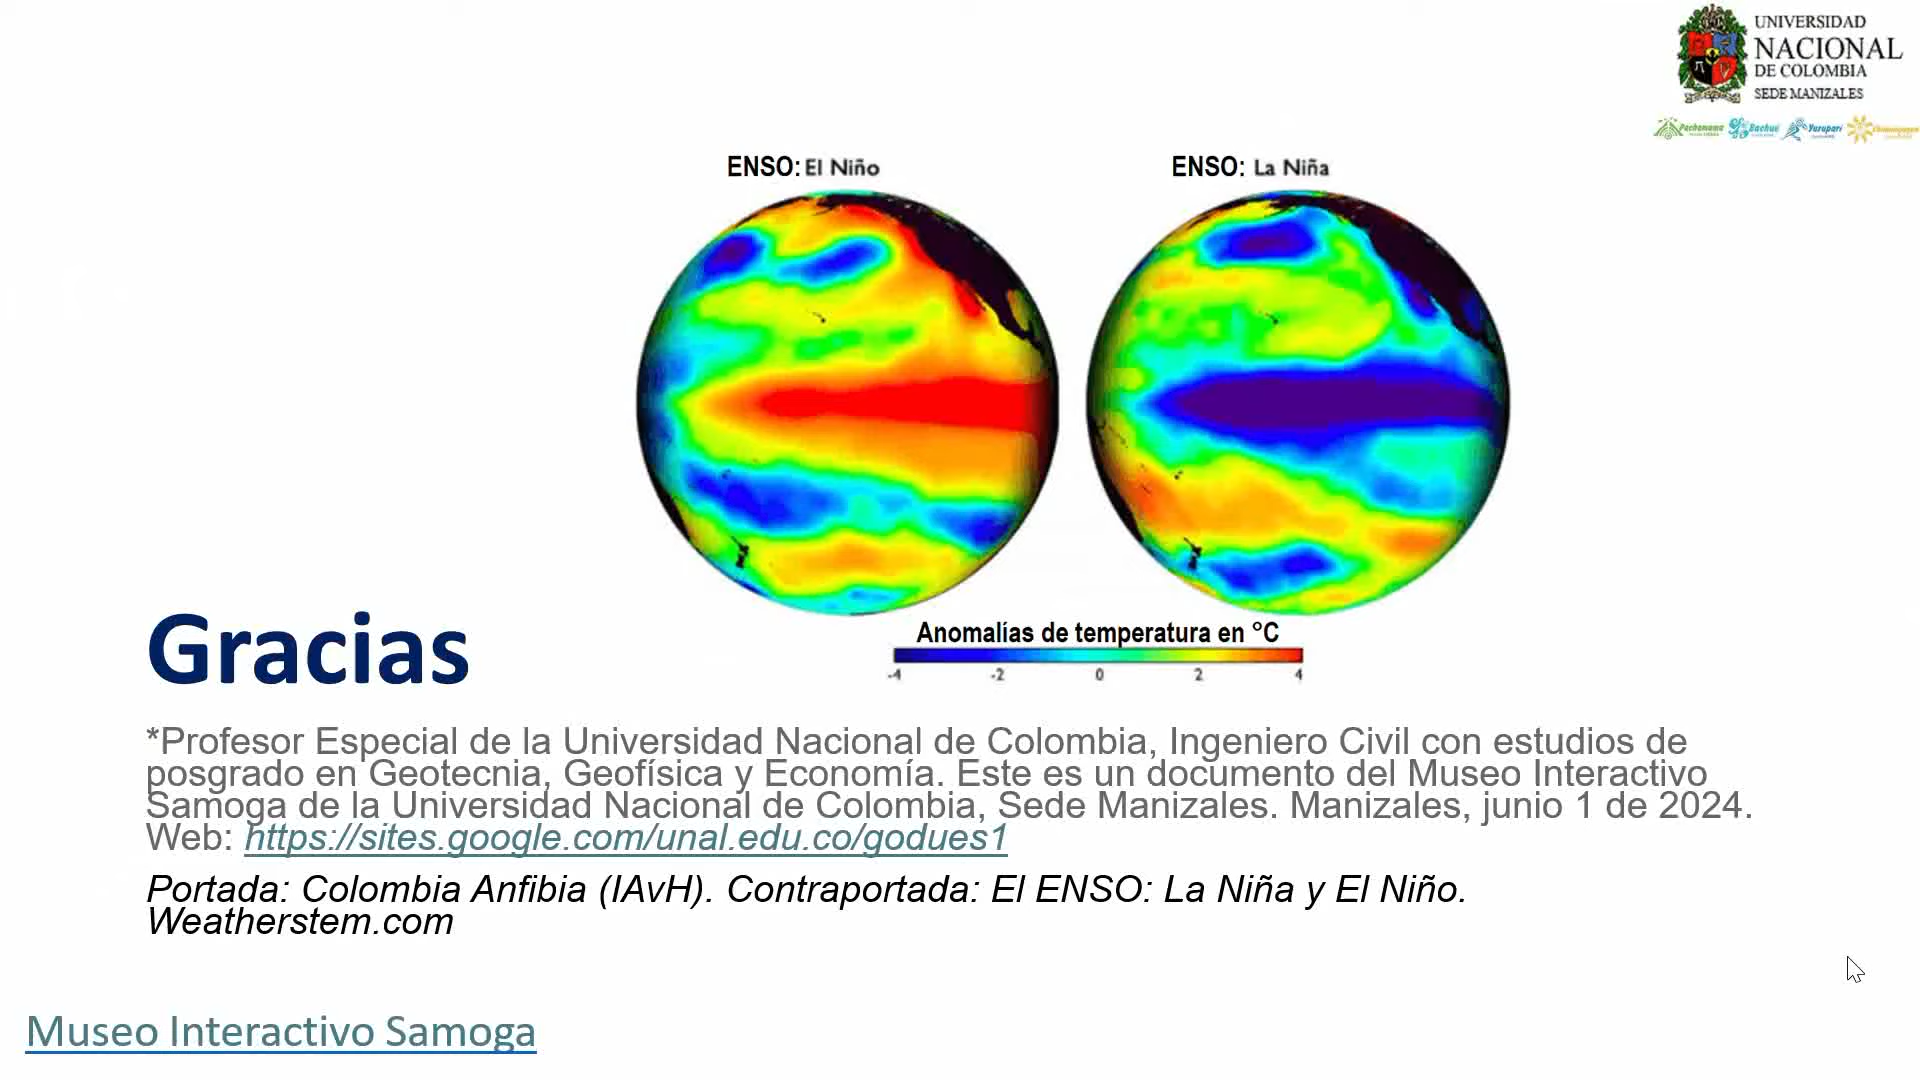 UNIVERSIDAD
NACIONAL
DE COLOMBIA
SEDE MANIZALES
Pachamama
Bachué
Yurupari
ENSO: El Niño
ENSO: La Niña
Anomalías de temperatura en °C
-4 -2 0 2 4
Gracias
*Profesor Especial de la Universidad Nacional de Colombia, Ingeniero Civil con estudios de
posgrado en Geotecnia, Geofísica y Economía. Este es un documento del Museo Interactivo
Samoga de la Universidad Nacional de Colombia, Sede Manizales. Manizales, junio 1 de 2024.
Web: https://sites.google.com/unal.edu.co/godues1
Portada: Colombia Anfibia (IAvH). Contraportada: El ENSO: La Niña y El Niño.
Weatherstem.com
Museo Interactivo Samoga